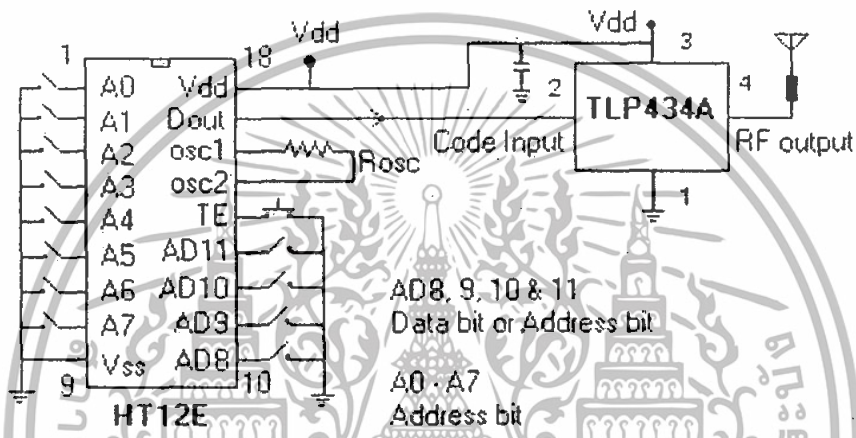 Vdd
Vdd
1
18
3
A0
Vdd
2
4
A1
Dout
TLP434A
A2
osc1
Code Input
RF output
A3
osc2
Rosc
A4
TE
1
A5
AD11
A6
AD10
AD8, 9, 10 & 11
A7
AD9
Data bit or Address bit
Vss
AD8
9
10
A0 - A7
HT12E
Address bit